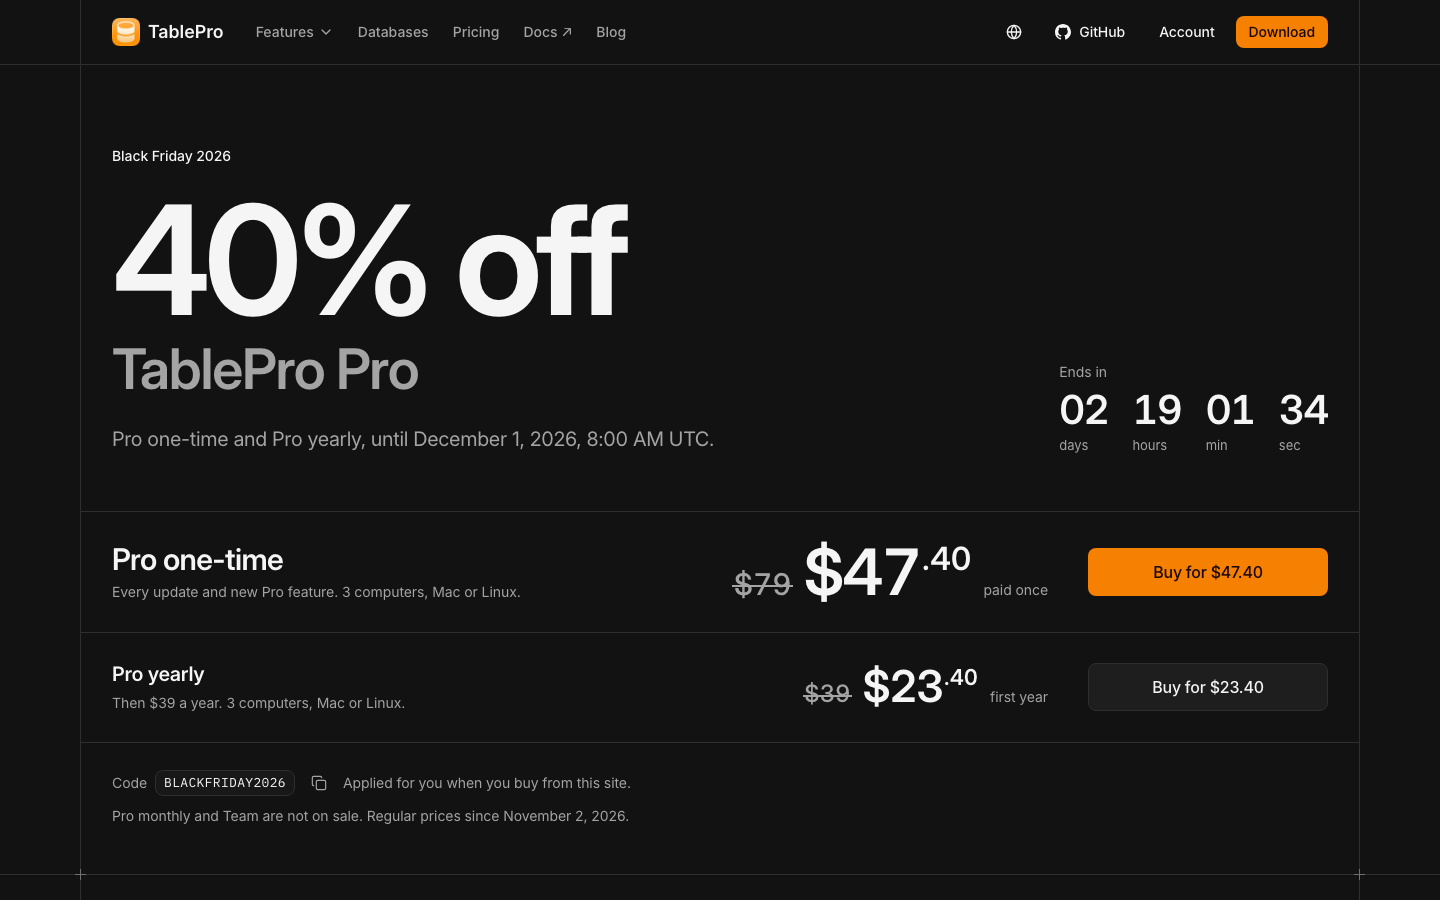 TablePro Features Databases Pricing Docs Blog GitHub Account Download
Black Friday 2026
40% off
TablePro Pro
Pro one-time and Pro yearly, until December 1, 2026, 8:00 AM UTC.
Ends in
02 19 01 34
days hours min sec
Pro one-time
Every update and new Pro feature. 3 computers, Mac or Linux.
$79 $47.40 paid once
Buy for $47.40
Pro yearly
Then $39 a year. 3 computers, Mac or Linux.
$39 $23.40 first year
Buy for $23.40
Code BLACKFRIDAY2026 Applied for you when you buy from this site.
Pro monthly and Team are not on sale. Regular prices since November 2, 2026.